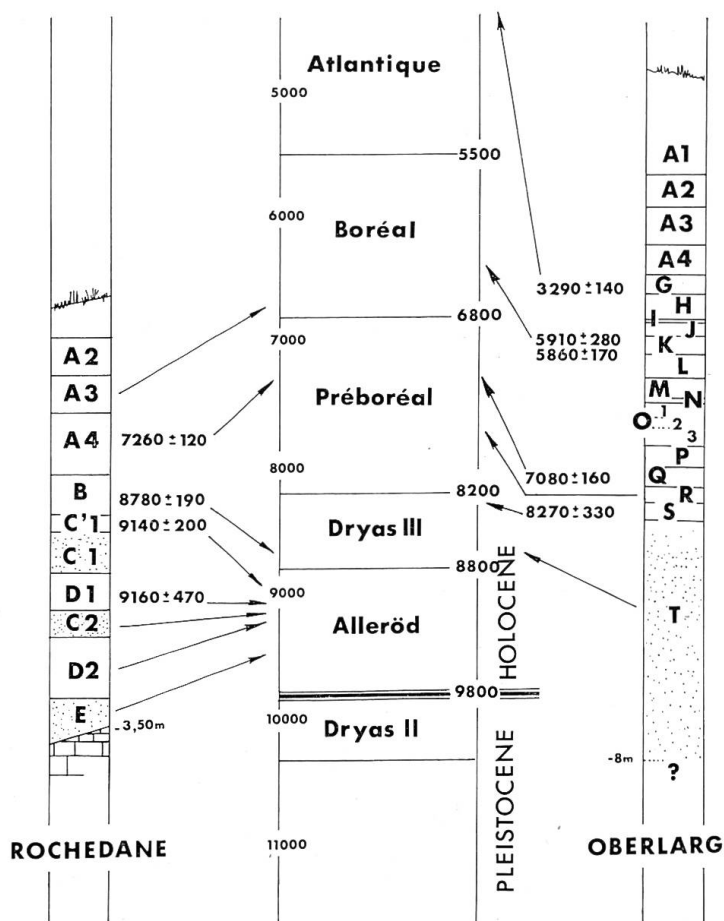 Atlantique
5000
5500
6000
Boréal
6800
7000
Préboréal
8000
8200
Dryas III
8800
9000
Alleröd
9800
10000
Dryas II
11000
HOLOCENE
PLEISTOCENE
A2
A3
A4
7260 ± 120
B
8780 ± 190
C'1
9140 ± 200
C1
D1
9160 ± 470
C2
D2
E
- 3,50m
ROCHEDANE
A1
A2
A3
A4
G
3290 ± 140
H
I
J
5910 ± 280
K
5860 ± 170
L
M
N
O
1
2
3
P
Q
7080 ± 160
R
S
8270 ± 330
T
-8m
?
OBERLARG